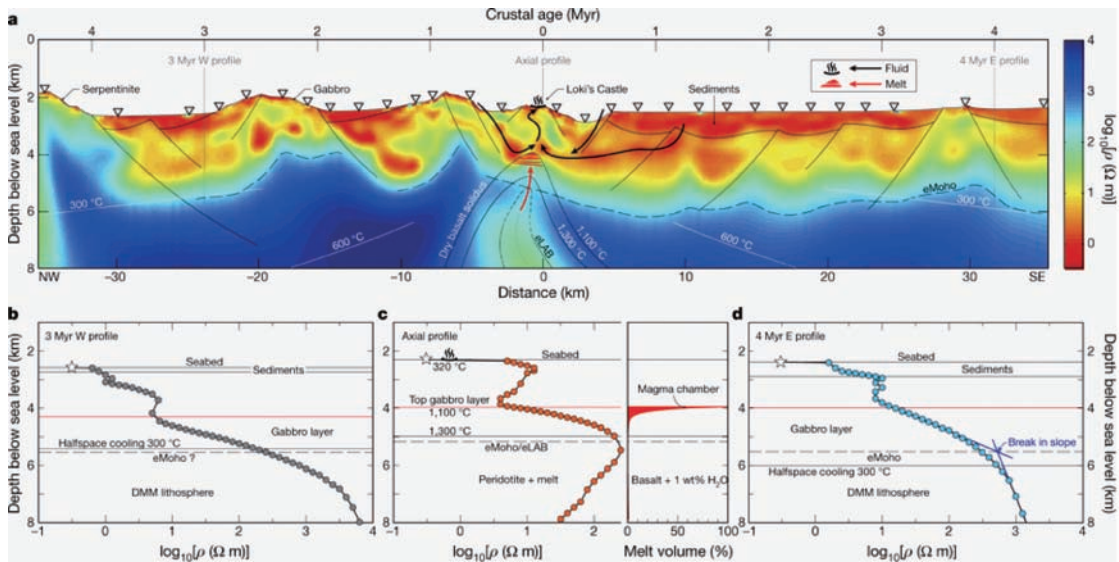 a
Crustal age (Myr)
4 3 2 1 0 1 2 3 4
3 Myr W profile Axial profile 4 Myr E profile
Serpentinite Gabbro Loki's Castle Sediments
Fluid
Melt
Depth below sea level (km)
0
2
4
6
8
300 °C
600 °C
Dry basalt solidus
eLAB
1,300 °C
1,100 °C
600 °C
eMoho
300 °C
NW −30 −20 −10 0 10 20 30 SE
Distance (km)
4
3
2
1
0
log10[ρ (Ω m)]
b
3 Myr W profile
Seabed
Sediments
Halfspace cooling 300 °C
eMoho ?
Gabbro layer
DMM lithosphere
Depth below sea level (km)
2
4
6
8
−1 0 1 2 3 4
log10[ρ (Ω m)]
c
Axial profile
320 °C
Seabed
Top gabbro layer
1,100 °C
1,300 °C
eMoho/eLAB
Peridotite + melt
−1 0 1 2
log10[ρ (Ω m)]
Magma chamber
Basalt + 1 wt% H2O
0 50 100
Melt volume (%)
d
4 Myr E profile
Seabed
Sediments
Gabbro layer
Break in slope
eMoho
Halfspace cooling 300 °C
DMM lithosphere
−1 0 1 2 3 4
log10[ρ (Ω m)]
2
4
6
8
Depth below sea level (km)